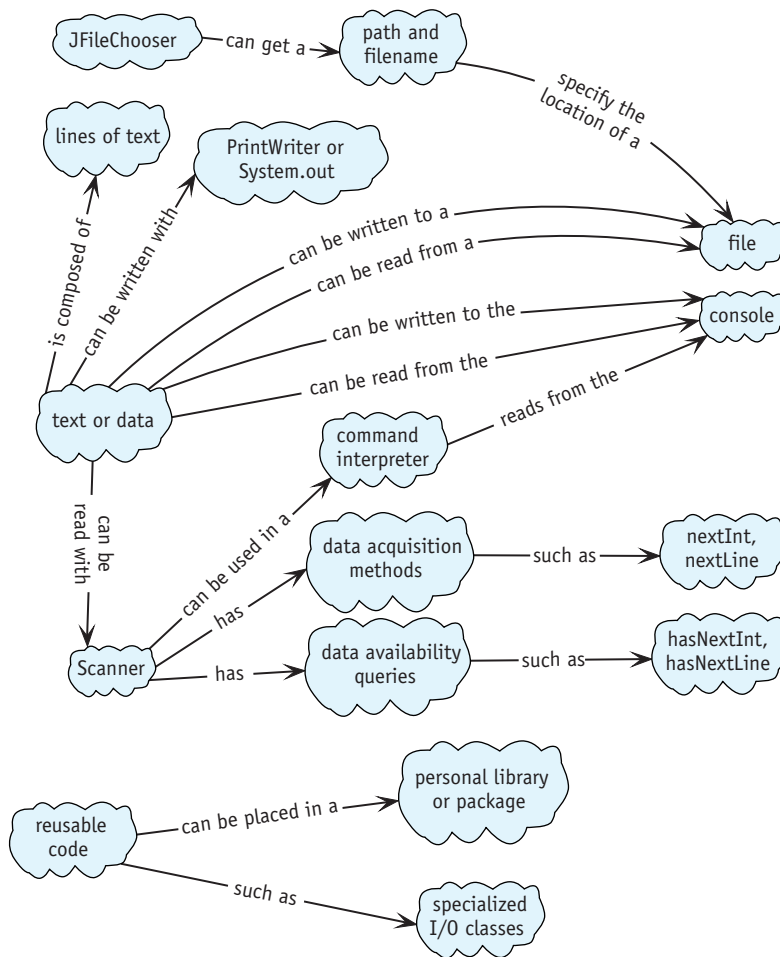 JFileChooser
can get a
path and
filename
specify the
location of a
lines of text
PrintWriter or
System.out
is composed of
can be written with
can be written to a
can be read from a
file
can be written to the
console
can be read from the
reads from the
text or data
command
interpreter
can be
read with
can be used in a
data acquisition
methods
such as
nextInt,
nextLine
has
Scanner
has
data availability
queries
such as
hasNextInt,
hasNextLine
personal library
or package
can be placed in a
reusable
code
such as
specialized
I/O classes